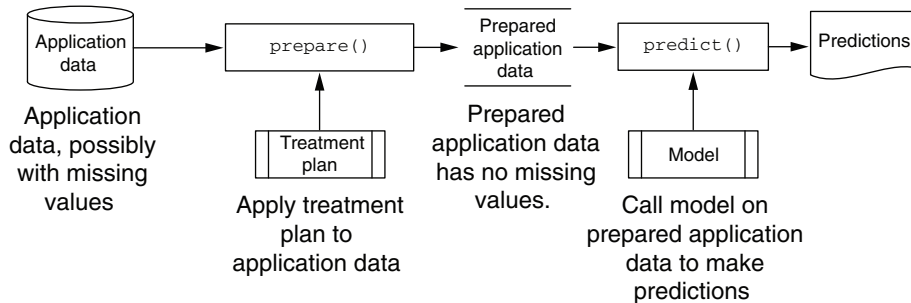 Application
data
prepare()
Prepared
application
data
predict()
Predictions
Application
data, possibly
with missing
values
Treatment
plan
Apply treatment
plan to
application data
Prepared
application data
has no missing
values.
Model
Call model on
prepared application
data to make
predictions